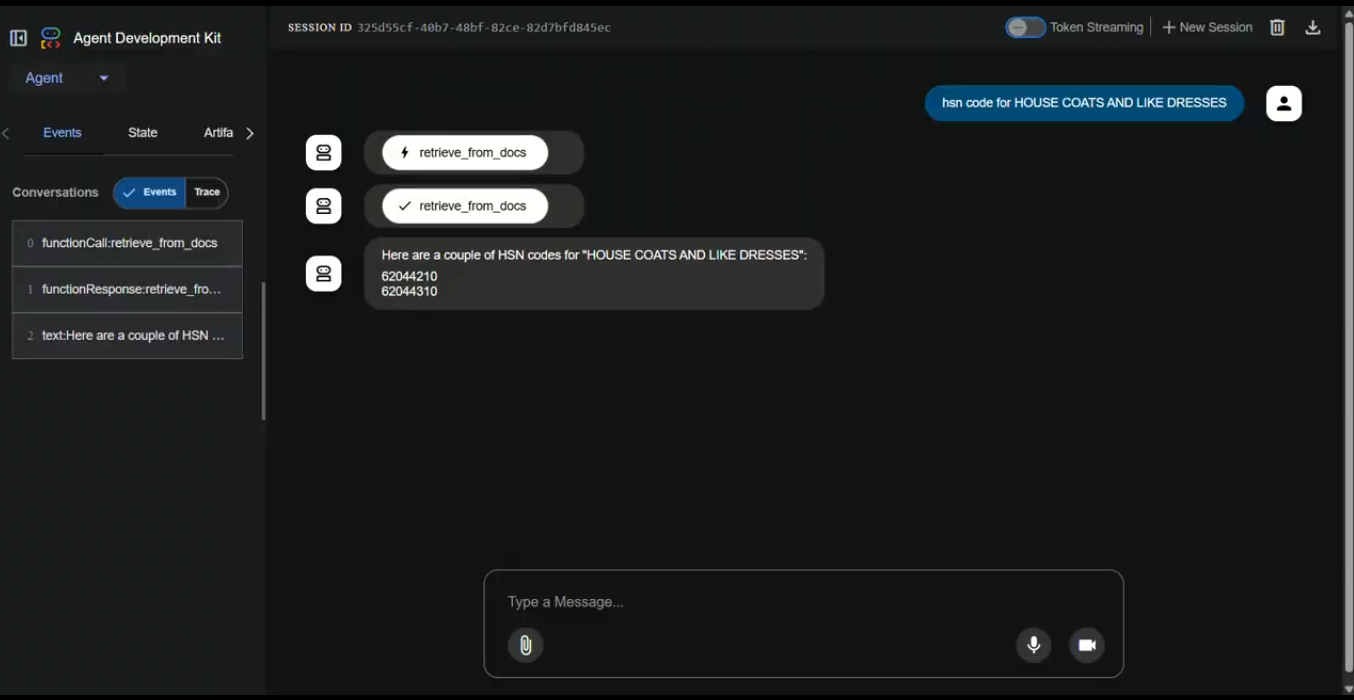 Agent Development Kit
SESSION ID 325d55cf-40b7-48bf-82ce-82d7bfd845ec
Token Streaming
New Session
Agent
Events
State
Artifa
Conversations
Events
Trace
0 functionCall:retrieve_from_docs
1 functionResponse:retrieve_fro...
2 text:Here are a couple of HSN ...
hsn code for HOUSE COATS AND LIKE DRESSES
retrieve_from_docs
retrieve_from_docs
Here are a couple of HSN codes for "HOUSE COATS AND LIKE DRESSES":
62044210
62044310
Type a Message...